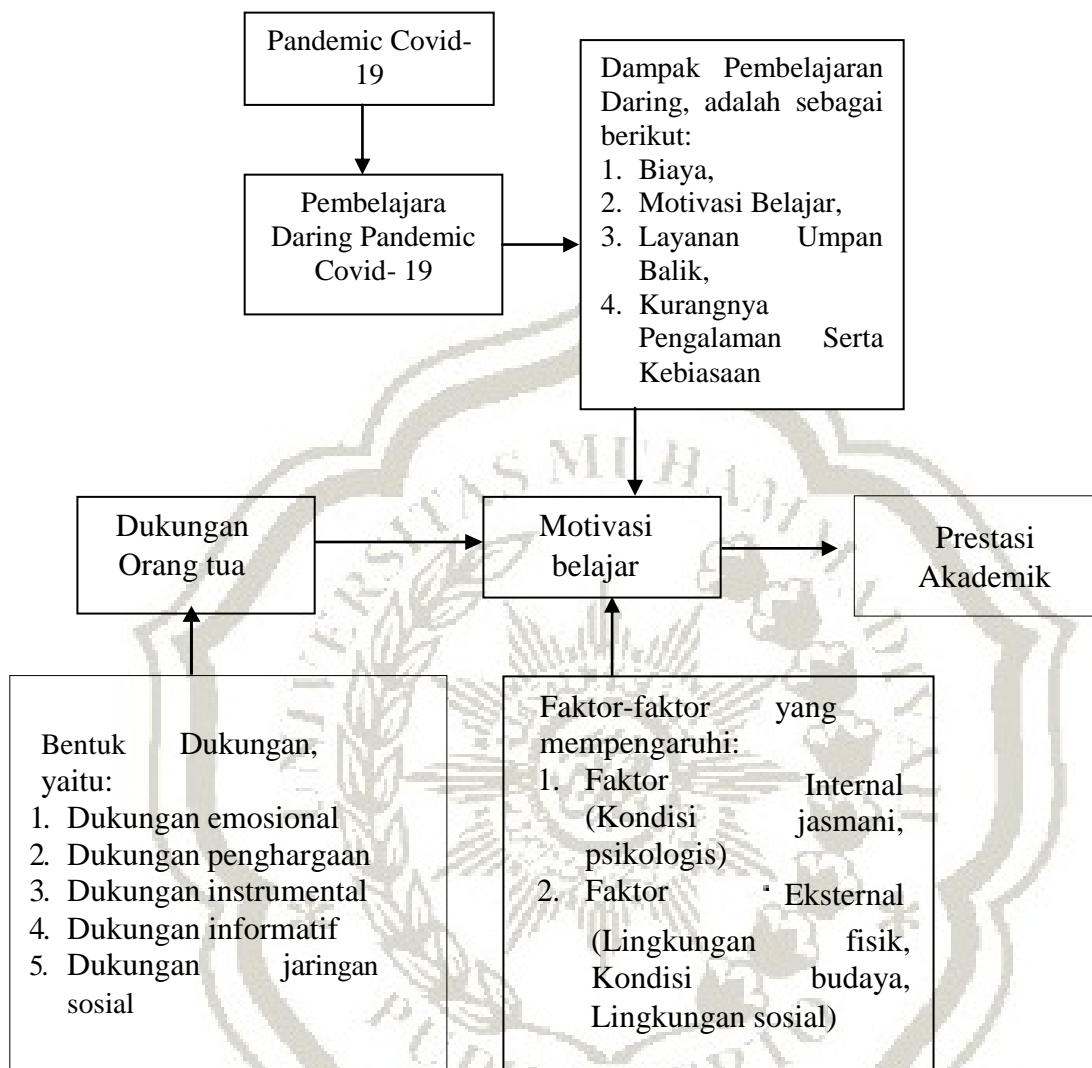 Pandemic Covid-
19
Pembelajara
Daring Pandemic
Covid- 19
Dampak Pembelajaran
Daring, adalah sebagai
berikut:
1. Biaya,
2. Motivasi Belajar,
3. Layanan Umpan
Balik,
4. Kurangnya
Pengalaman Serta
Kebiasaan
Dukungan
Orang tua
Motivasi
belajar
Prestasi
Akademik
Bentuk Dukungan,
yaitu:
1. Dukungan emosional
2. Dukungan penghargaan
3. Dukungan instrumental
4. Dukungan informatif
5. Dukungan jaringan
sosial
Faktor-faktor yang
mempengaruhi:
1. Faktor Internal
(Kondisi jasmani,
psikologis)
2. Faktor Eksternal
(Lingkungan fisik,
Kondisi budaya,
Lingkungan sosial)